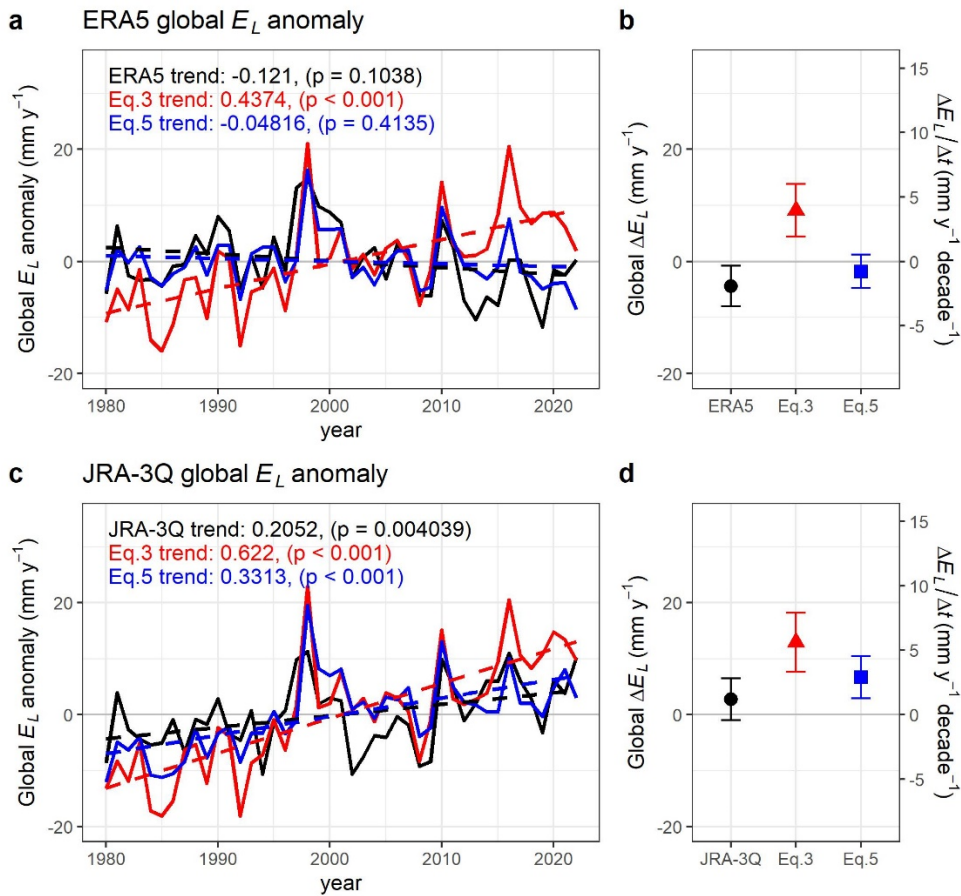 a ERA5 global E_L anomaly
b
ERA5 trend: -0.121, (p = 0.1038)
Eq.3 trend: 0.4374, (p < 0.001)
Eq.5 trend: -0.04816, (p = 0.4135)
Global E_L anomaly (mm y⁻¹)
20
0
-20
1980 1990 2000 2010 2020
year
Global ΔE_L (mm y⁻¹)
20
0
-20
ERA5 Eq.3 Eq.5
15
10
5
0
-5
ΔE_L/Δt (mm y⁻¹ decade⁻¹)
c JRA-3Q global E_L anomaly
d
JRA-3Q trend: 0.2052, (p = 0.004039)
Eq.3 trend: 0.622, (p < 0.001)
Eq.5 trend: 0.3313, (p < 0.001)
Global E_L anomaly (mm y⁻¹)
20
0
-20
1980 1990 2000 2010 2020
year
Global ΔE_L (mm y⁻¹)
20
0
-20
JRA-3Q Eq.3 Eq.5
15
10
5
0
-5
ΔE_L/Δt (mm y⁻¹ decade⁻¹)